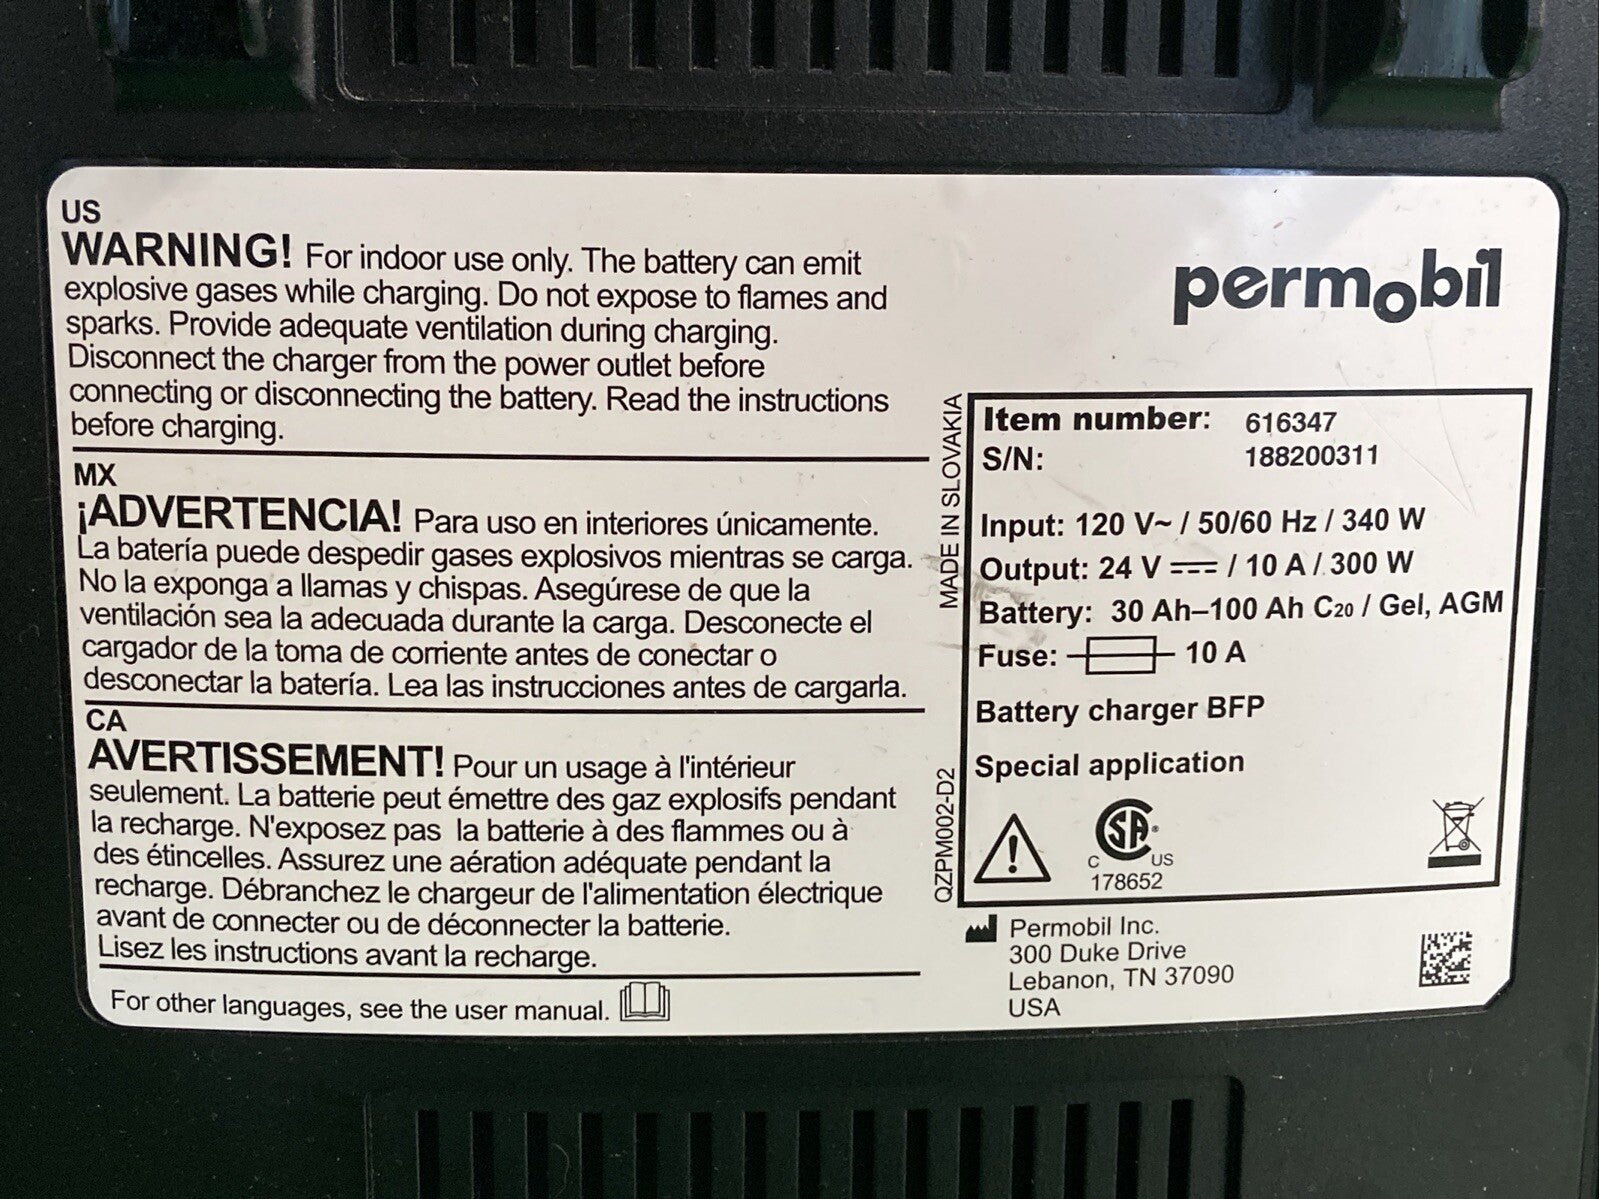 US
WARNING! For indoor use only. The battery can emit
explosive gases while charging. Do not expose to flames and
sparks. Provide adequate ventilation during charging.
Disconnect the charger from the power outlet before
connecting or disconnecting the battery. Read the instructions
before charging.
MX
¡ADVERTENCIA! Para uso en interiores únicamente.
La batería puede despedir gases explosivos mientras se carga.
No la exponga a llamas y chispas. Asegúrese de que la
ventilación sea la adecuada durante la carga. Desconecte el
cargador de la toma de corriente antes de conectar o
desconectar la batería. Lea las instrucciones antes de cargarla.
CA
AVERTISSEMENT! Pour un usage à l'intérieur
seulement. La batterie peut émettre des gaz explosifs pendant
la recharge. N'exposez pas la batterie à des flammes ou à
des étincelles. Assurez une aération adéquate pendant la
recharge. Débranchez le chargeur de l'alimentation électrique
avant de connecter ou de déconnecter la batterie.
Lisez les instructions avant la recharge.
For other languages, see the user manual.
permobil
MADE IN SLOVAKIA
QZPM002-D2
Item number: 616347
S/N: 188200311
Input: 120 V~ / 50/60 Hz / 340 W
Output: 24 V ⎓ / 10 A / 300 W
Battery: 30 Ah–100 Ah C20 / Gel, AGM
Fuse: 10 A
Battery charger BFP
Special application
CSA
C US
178652
Permobil Inc.
300 Duke Drive
Lebanon, TN 37090
USA